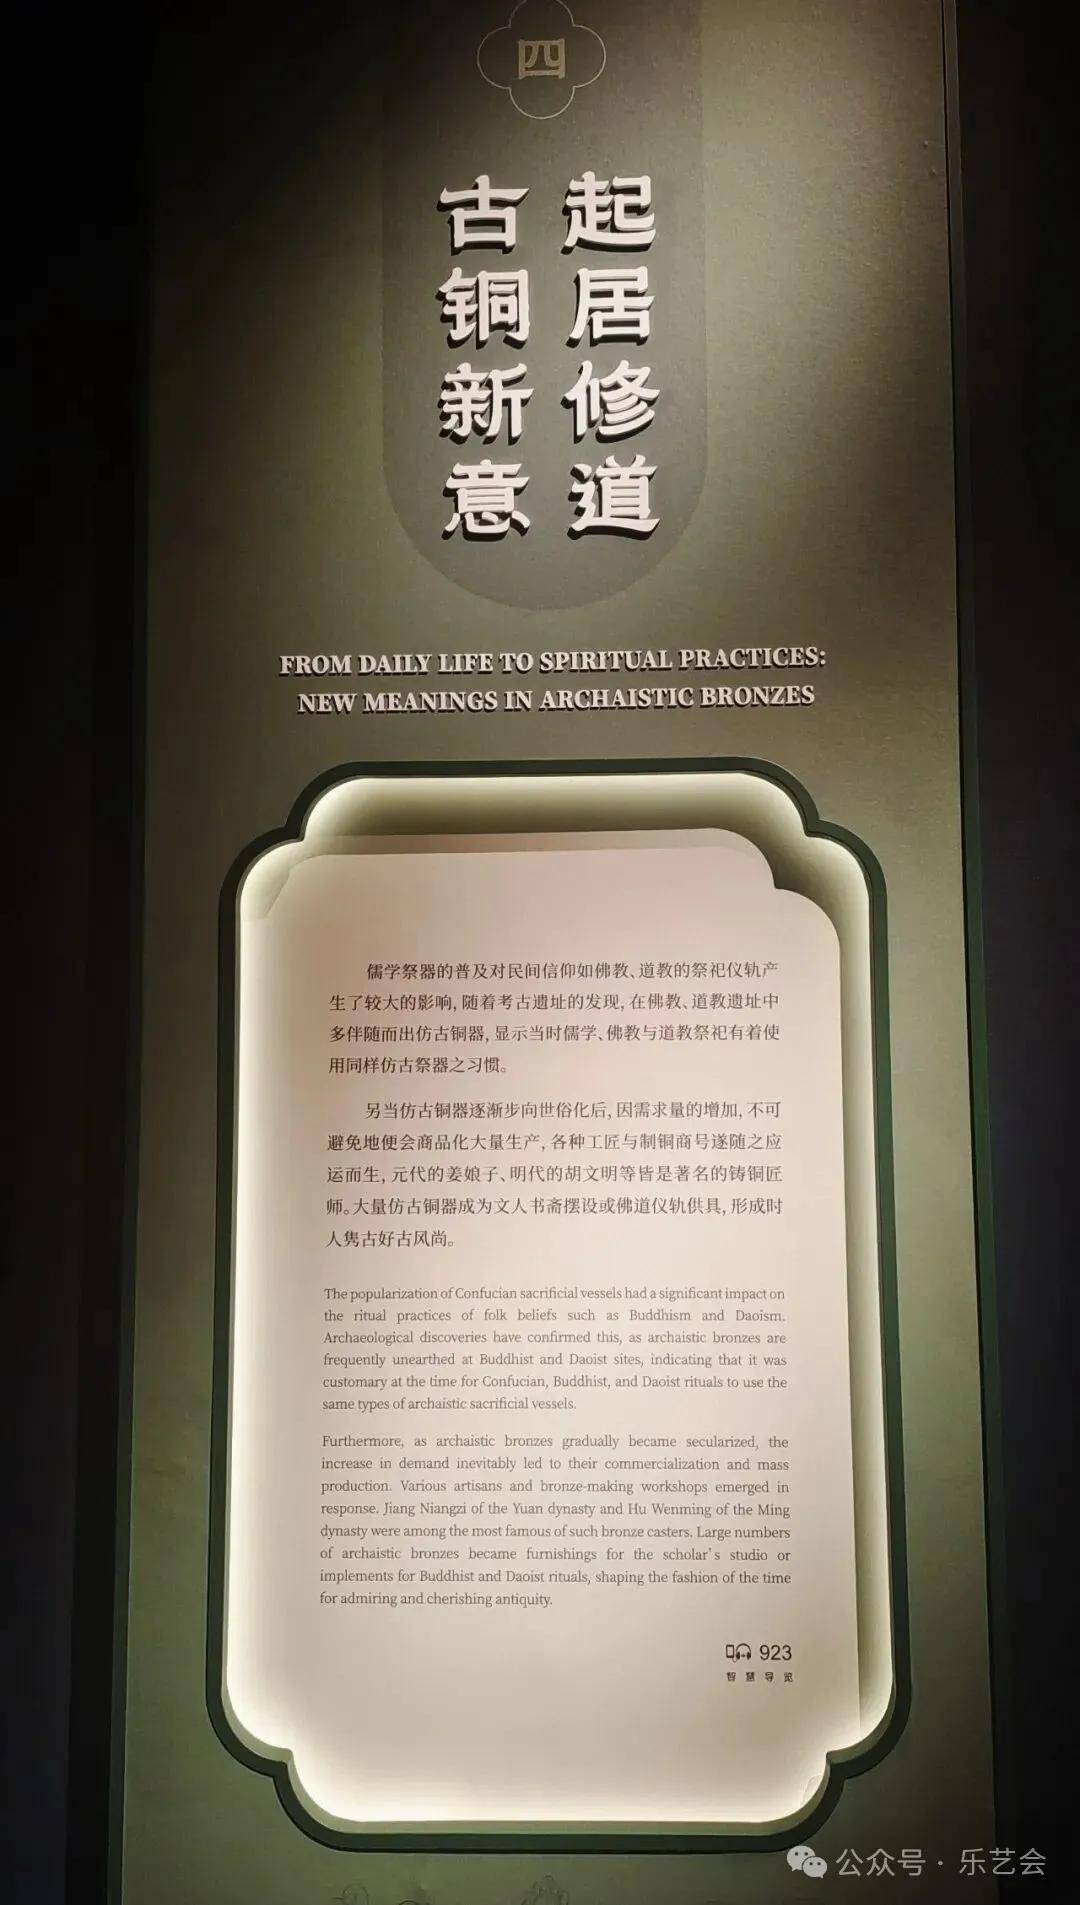 四
起居修道
古铜新意
FROM DAILY LIFE TO SPIRITUAL PRACTICES:
NEW MEANINGS IN ARCHAISTIC BRONZES
儒学祭器的普及对民间信仰如佛教、道教的祭祀仪轨产
生了较大的影响，随着考古遗址的发现，在佛教、道教遗址中
多伴随而出仿古铜器，显示当时儒学、佛教与道教祭祀有着使
用同样仿古祭器之习惯。
另当仿古铜器逐渐步向世俗化后，因需求量的增加，不可
避免地便会商品化大量生产，各种工匠与制铜商号遂随之应
运而生，元代的姜娘子、明代的胡文明等皆是著名的铸铜匠
师。大量仿古铜器成为文人书斋摆设或佛道仪轨供具，形成时
人隽古好古风尚。
The popularization of Confucian sacrificial vessels had a significant impact on
the ritual practices of folk beliefs such as Buddhism and Daoism.
Archaeological discoveries have confirmed this, as archaistic bronzes are
frequently unearthed at Buddhist and Daoist sites, indicating that it was
customary at the time for Confucian, Buddhist, and Daoist rituals to use the
same types of archaistic sacrificial vessels.
Furthermore, as archaistic bronzes gradually became secularized, the
increase in demand inevitably led to their commercialization and mass
production. Various artisans and bronze-making workshops emerged in
response. Jiang Niangzi of the Yuan dynasty and Hu Wenming of the Ming
dynasty were among the most famous of such bronze casters. Large numbers
of archaistic bronzes became furnishings for the scholar's studio or
implements for Buddhist and Daoist rituals, shaping the fashion of the time
for admiring and cherishing antiquity.
923
智慧导览
公众号·乐艺会